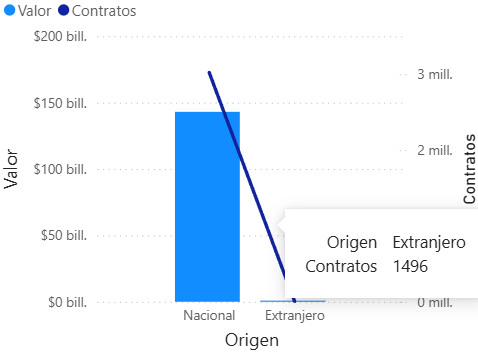 Valor Contratos
$200 bill.
$150 bill.
$100 bill.
$50 bill.
$0 bill.
Valor
3 mill.
2 mill.
0 mill.
Contratos
Origen Extranjero
Contratos 1496
Nacional Extranjero
Origen